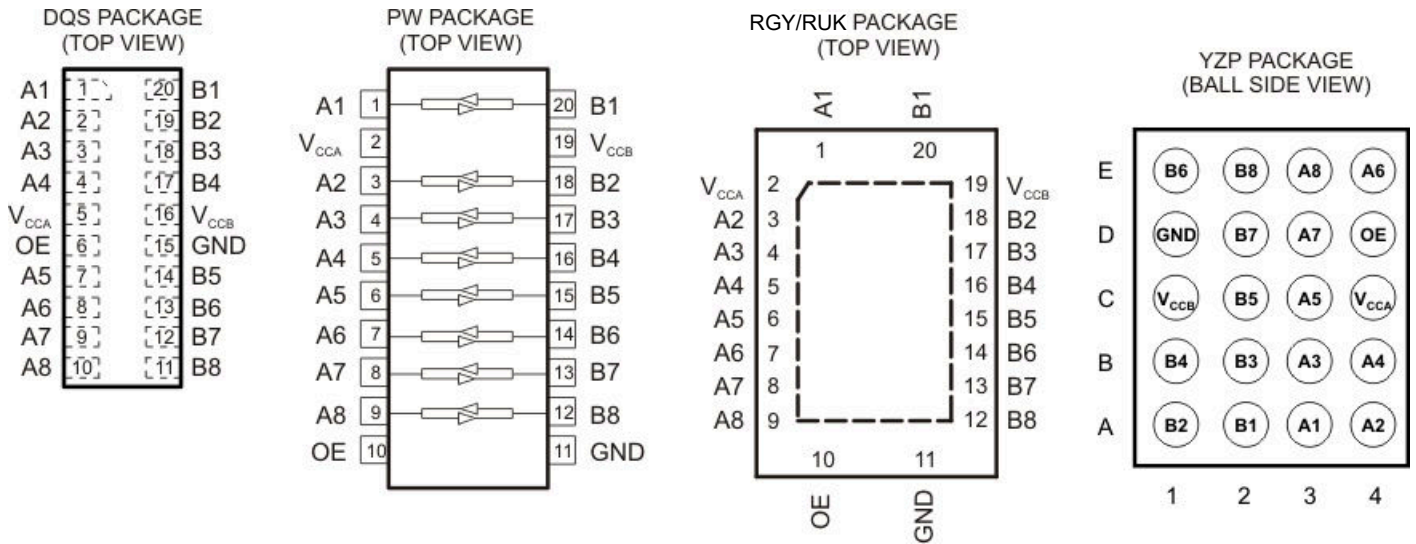 DQS PACKAGE
(TOP VIEW)
A1 1 20 B1
A2 2 19 B2
A3 3 18 B3
A4 4 17 B4
VCCA 5 16 VCCB
OE 6 15 GND
A5 7 14 B5
A6 8 13 B6
A7 9 12 B7
A8 10 11 B8
PW PACKAGE
(TOP VIEW)
A1 1 20 B1
VCCA 2 19 VCCB
A2 3 18 B2
A3 4 17 B3
A4 5 16 B4
A5 6 15 B5
A6 7 14 B6
A7 8 13 B7
A8 9 12 B8
OE 10 11 GND
RGY/RUK PACKAGE
(TOP VIEW)
A1 B1
1 20
VCCA 2 19 VCCB
A2 3 18 B2
A3 4 17 B3
A4 5 16 B4
A5 6 15 B5
A6 7 14 B6
A7 8 13 B7
A8 9 12 B8
10 11
OE GND
YZP PACKAGE
(BALL SIDE VIEW)
E B6 B8 A8 A6
D GND B7 A7 OE
C VCCB B5 A5 VCCA
B B4 B3 A3 A4
A B2 B1 A1 A2
1 2 3 4